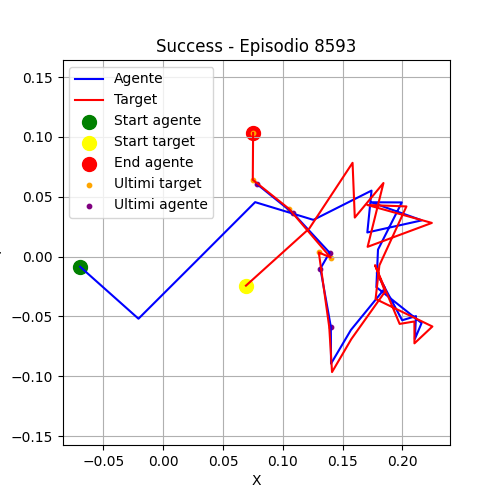 Success - Episodio 8593
Agente
Target
Start agente
Start target
End agente
Ultimi target
Ultimi agente
0.15
0.10
0.05
0.00
−0.05
−0.10
−0.15
−0.05
0.00
0.05
0.10
0.15
0.20
X